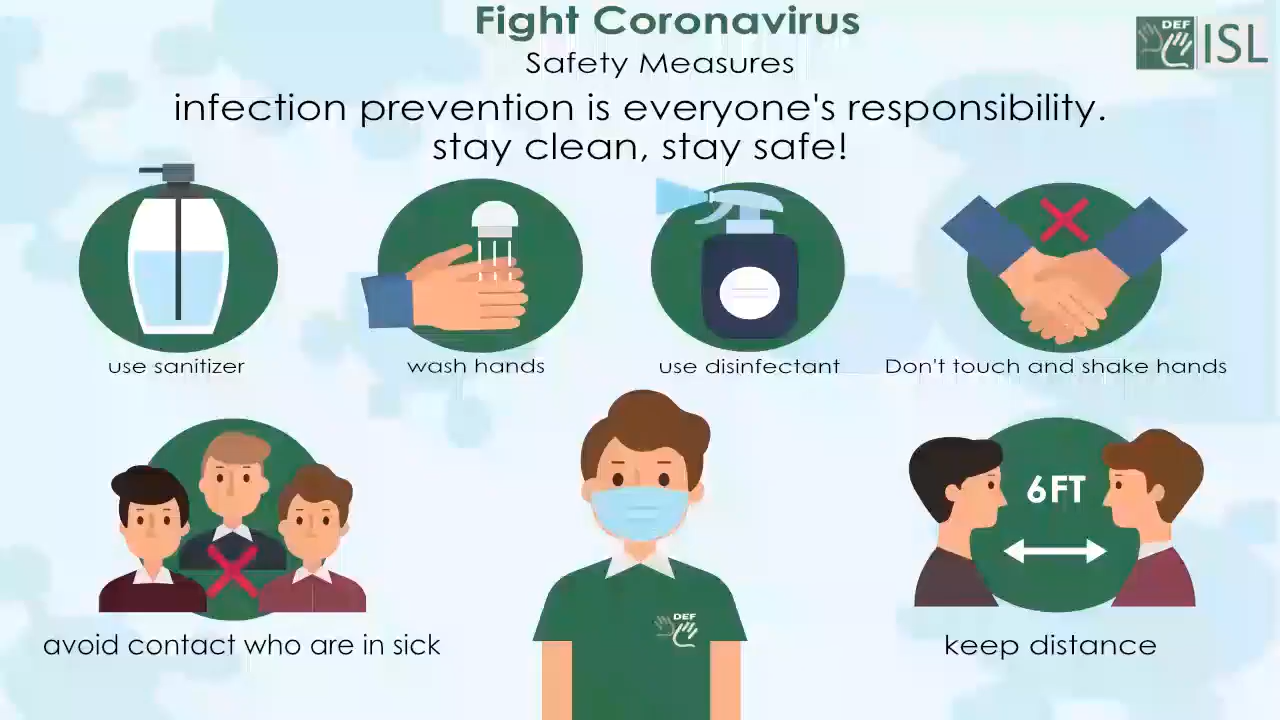 Fight Coronavirus
DEF
ISL
Safety Measures
infection prevention is everyone's responsibility.
stay clean, stay safe!
use sanitizer
wash hands
use disinfectant
Don't touch and shake hands
6FT
DEF
avoid contact who are in sick
keep distance